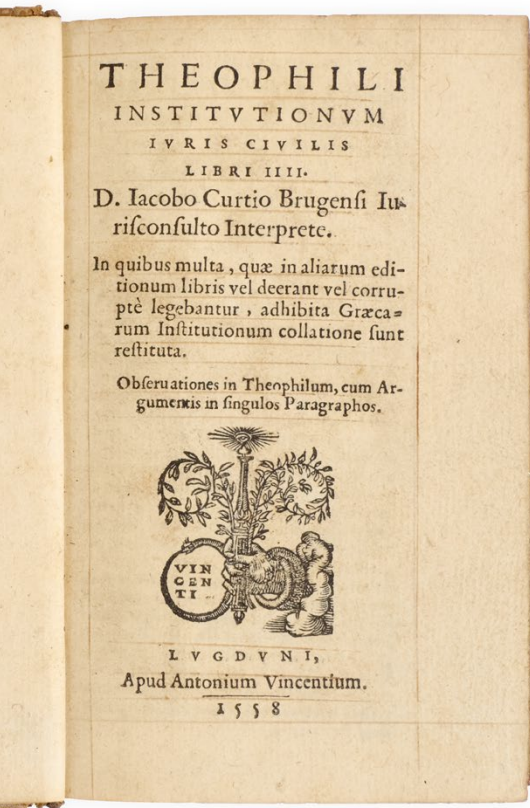 THEOPHILI
INSTITVTIONVM
IVRIS CIVILIS
LIBRI IIII.
D. Iacobo Curtio Brugenſi Iu-
riſconſulto Interprete.
In quibus multa, quæ in aliarum edi-
tionum libris vel deerant vel corru-
ptè legebantur, adhibita Græca=
rum Inſtitutionum collatione ſunt
reſtituta.
Obſeruationes in Theophilum, cum Ar-
gumentis in ſingulos Paragraphos.
VIN
CEN
TI
LVGDVNI,
Apud Antonium Vincentium.
1558